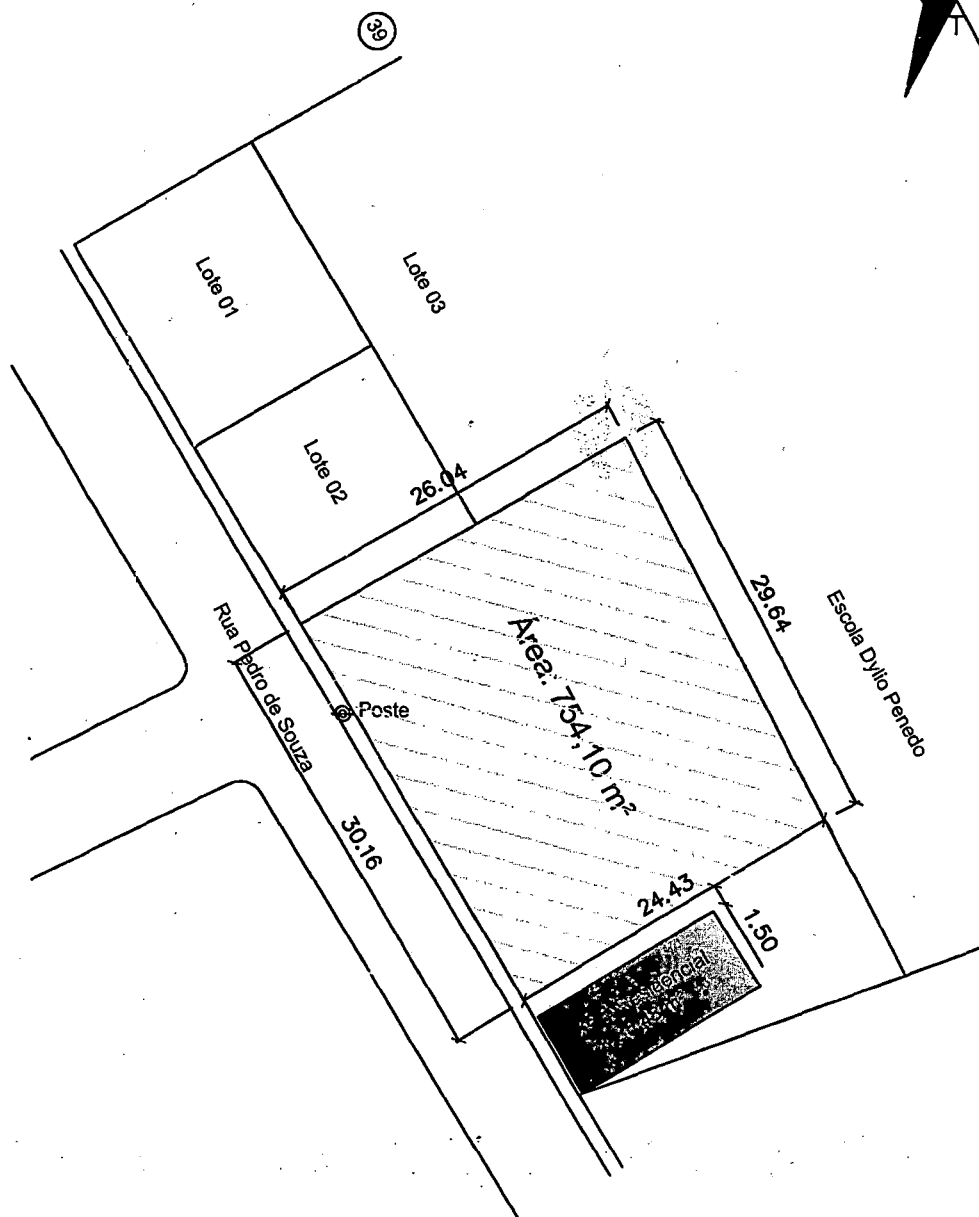 39
Lote 01
Lote 03
Lote 02
26.04
29.64
Escola Dylio Penedo
Área: 754,10 m²
Rua Pedro de Souza
Poste
30.16
24.43
1.50
residencial